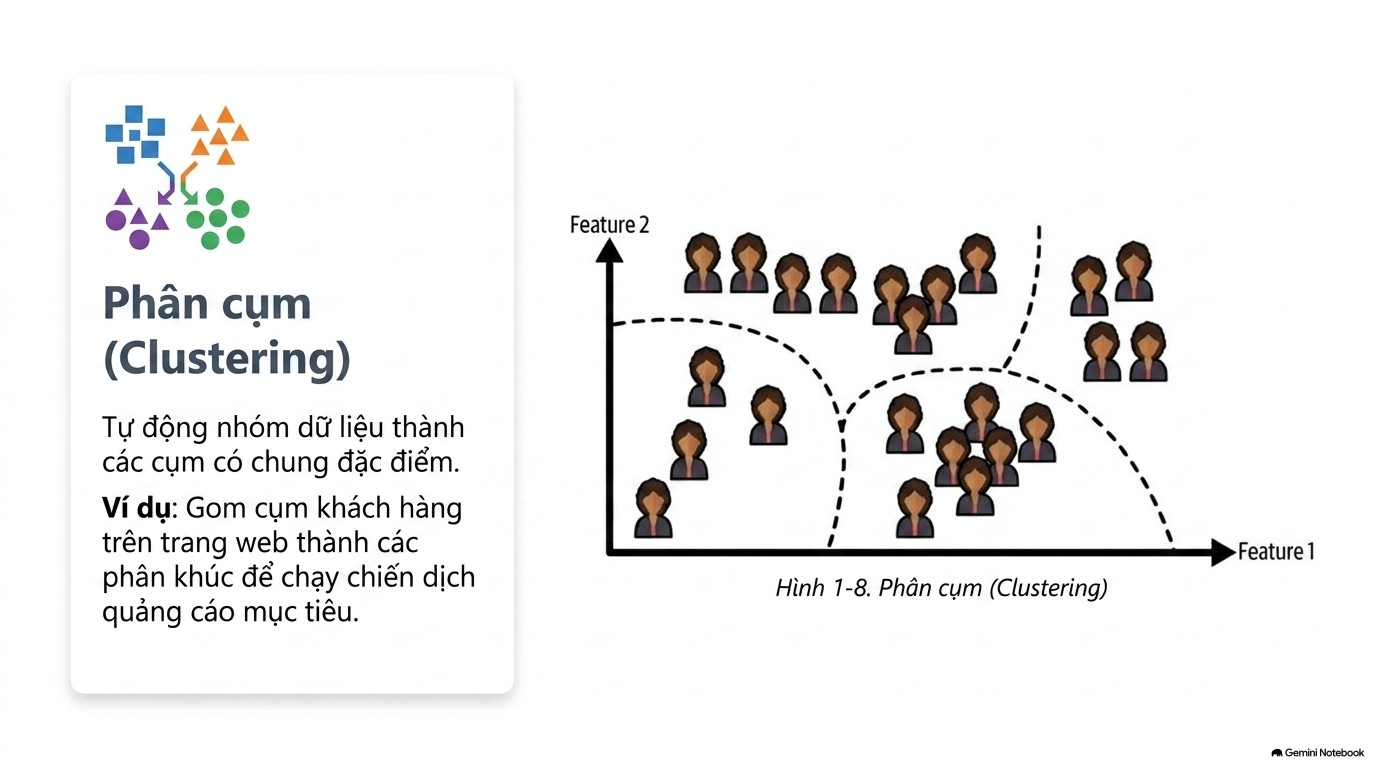 Phân cụm
(Clustering)
Tự động nhóm dữ liệu thành
các cụm có chung đặc điểm.
Ví dụ: Gom cụm khách hàng
trên trang web thành các
phân khúc để chạy chiến dịch
quảng cáo mục tiêu.
Feature 2
Feature 1
Hình 1-8. Phân cụm (Clustering)
Gemini Notebook